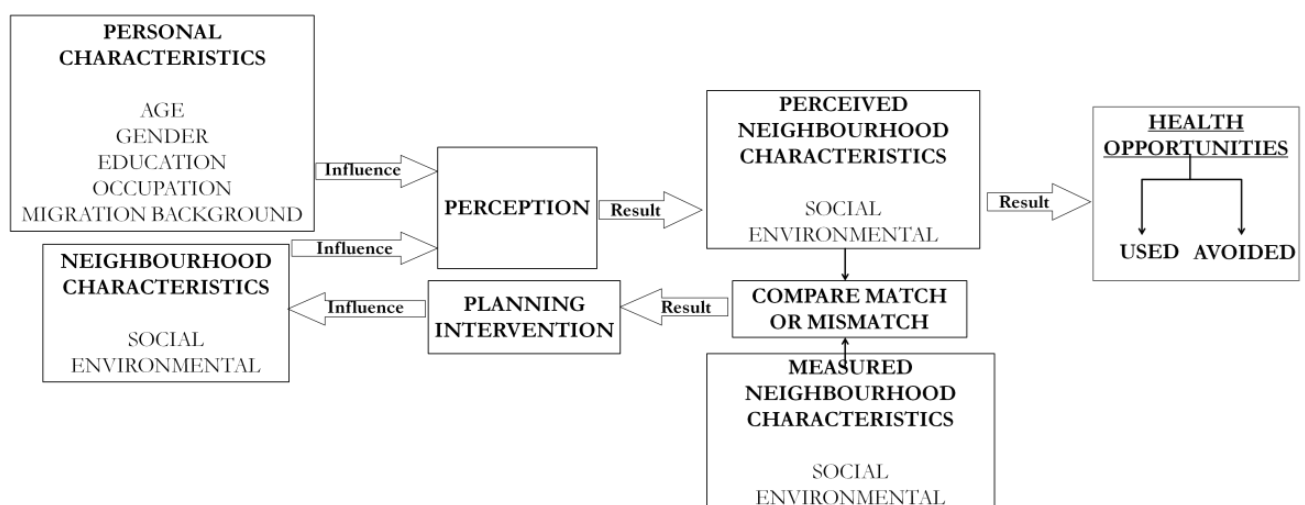 PERSONAL
CHARACTERISTICS
AGE
GENDER
EDUCATION
OCCUPATION
MIGRATION BACKGROUND
Influence
NEIGHBOURHOOD
CHARACTERISTICS
SOCIAL
ENVIRONMENTAL
Influence
PERCEPTION
Result
PERCEIVED
NEIGHBOURHOOD
CHARACTERISTICS
SOCIAL
ENVIRONMENTAL
Result
HEALTH
OPPORTUNITIES
USED
AVOIDED
COMPARE MATCH
OR MISMATCH
Result
PLANNING
INTERVENTION
Influence
MEASURED
NEIGHBOURHOOD
CHARACTERISTICS
SOCIAL
ENVIRONMENTAL